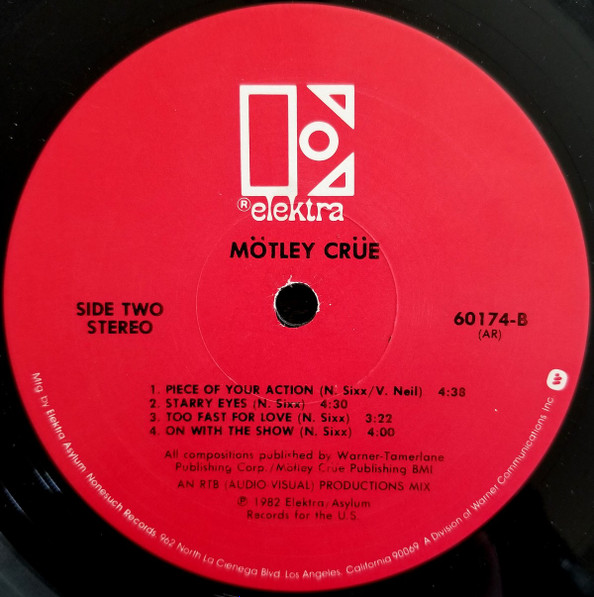 ® elektra
MÖTLEY CRÜE
SIDE TWO
STEREO
60174-B
(AR)
1. PIECE OF YOUR ACTION (N. Sixx/V. Neil) 4:38
2. STARRY EYES (N. Sixx) 4:30
3. TOO FAST FOR LOVE (N. Sixx) 3:22
4. ON WITH THE SHOW (N. Sixx) 4:00
All compositions published by Warner-Tamerlane
Publishing Corp./Mötley Crüe Publishing BMI
AN RTB (AUDIO-VISUAL) PRODUCTIONS MIX
℗ 1982 Elektra/Asylum
Records for the U.S.
Mfg. by Elektra Asylum Nonesuch Records, 962 North La Cienega Blvd. Los Angeles, California 90069 A Division of Warner Communications Inc